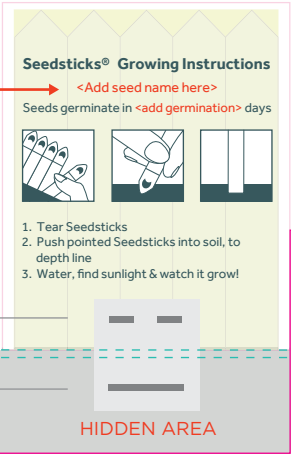 Seedsticks® Growing Instructions
<Add seed name here>
Seeds germinate in <add germination> days
1. Tear Seedsticks
2. Push pointed Seedsticks into soil, to
depth line
3. Water, find sunlight & watch it grow!
HIDDEN AREA